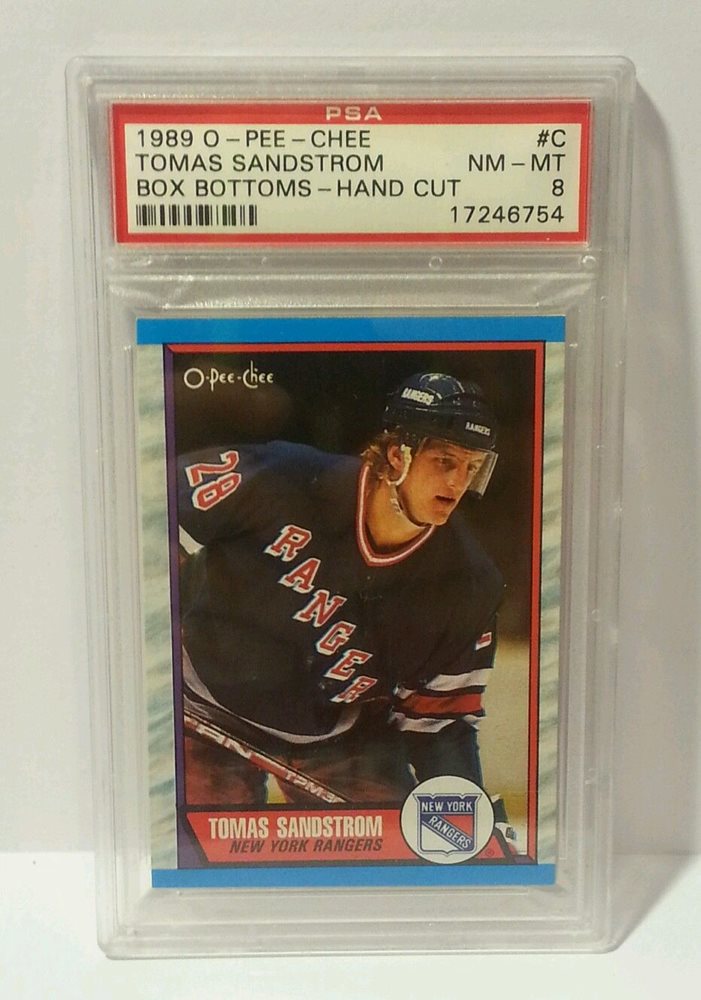 PSA
1989 O-PEE-CHEE #C
TOMAS SANDSTROM NM-MT
BOX BOTTOMS-HAND CUT 8
17246754
O-Pee-Chee
RANGERS
RANGERS
28
RANGERS
TPM3
TOMAS SANDSTROM
NEW YORK RANGERS
NEW YORK
RANGERS